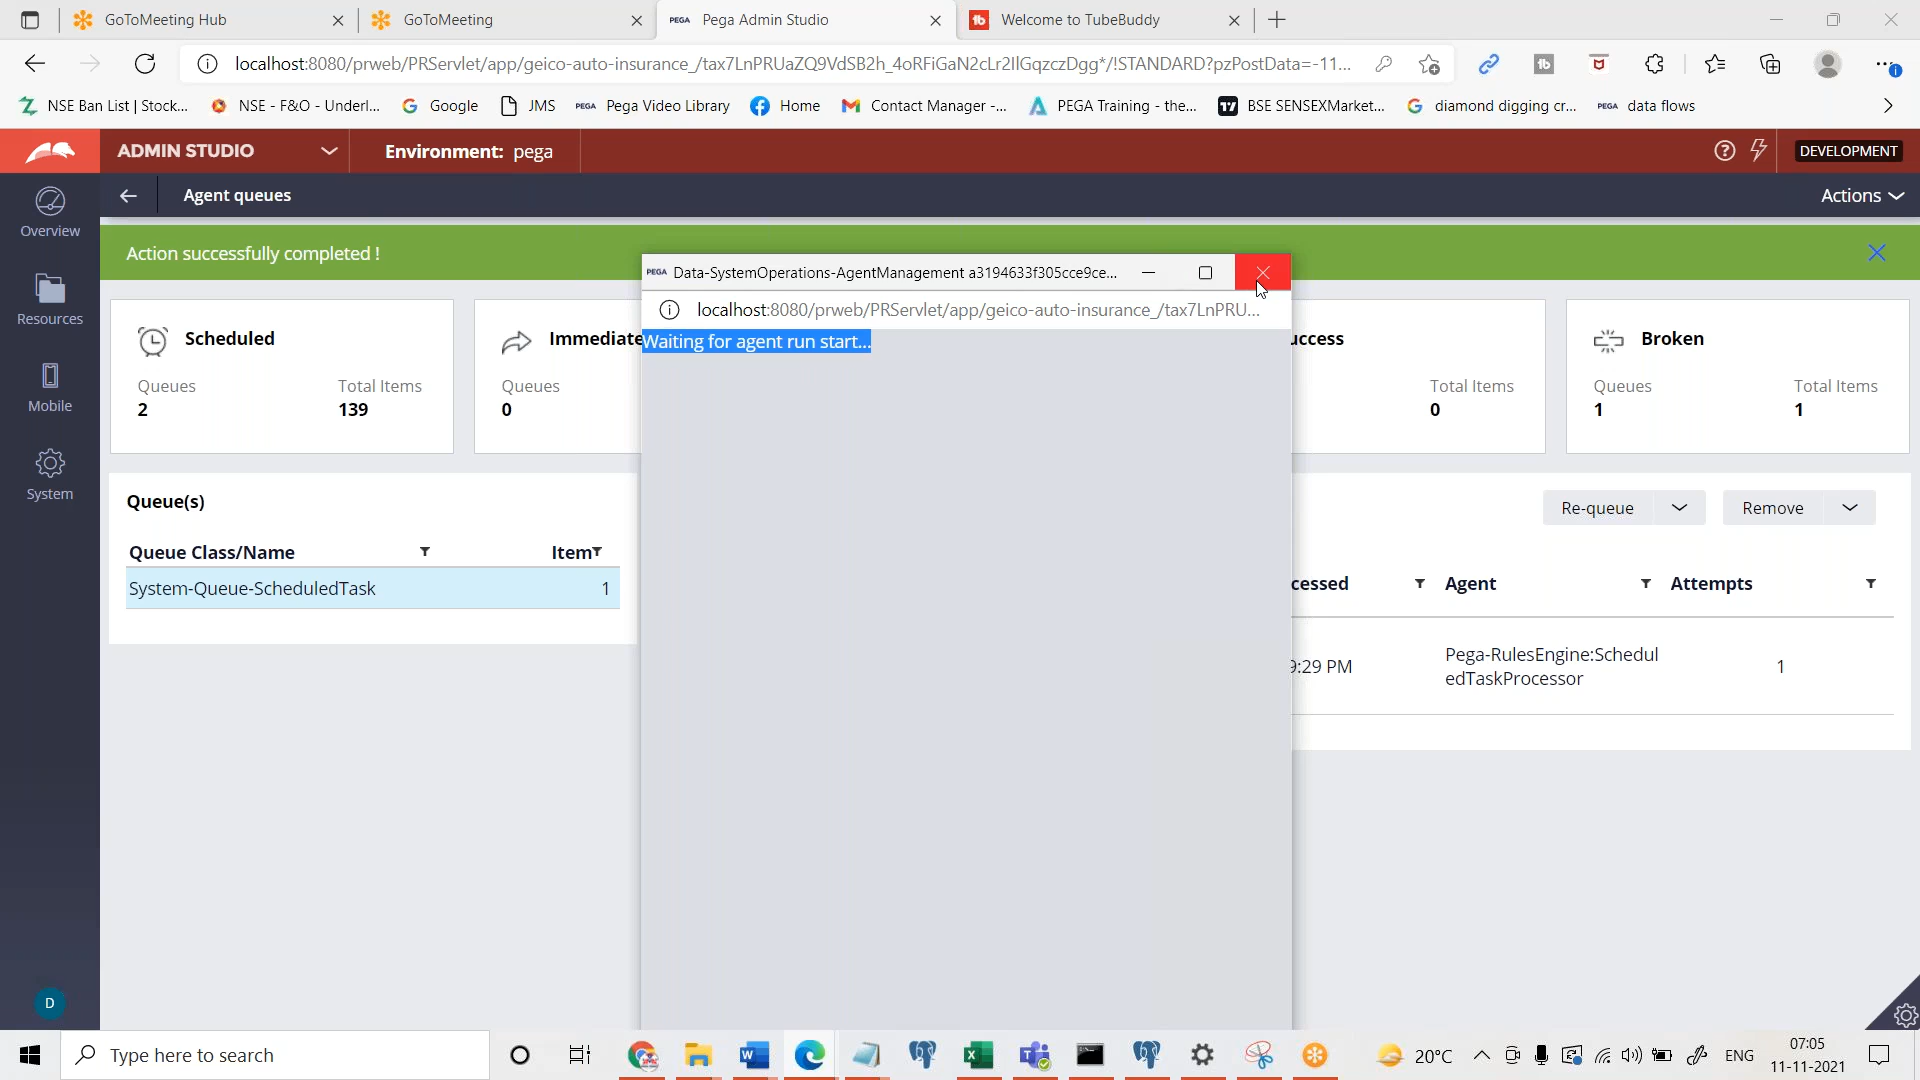 GoToMeeting Hub
GoToMeeting
PEGA Pega Admin Studio
Welcome to TubeBuddy
localhost:8080/prweb/PRServlet/app/geico-auto-insurance_/tax7LnPRUaZQ9VdSB2h_4oRFiGaN2cLr2IlGqzczDgg*/!STANDARD?pzPostData=-11...
NSE Ban List | Stock...
NSE - F&O - Underl...
Google
JMS
PEGA Pega Video Library
Home
Contact Manager -...
PEGA Training - the...
BSE SENSEXMarket...
diamond digging cr...
PEGA data flows
ADMIN STUDIO
Environment: pega
DEVELOPMENT
Agent queues
Actions
Overview
Resources
Mobile
System
D
Action successfully completed !
Scheduled
Queues
2
Total Items
139
Immediate
Queues
0
uccess
Total Items
0
Broken
Queues
1
Total Items
1
PEGA Data-SystemOperations-AgentManagement a3194633f305cce9ce...
localhost:8080/prweb/PRServlet/app/geico-auto-insurance_/tax7LnPRU...
Waiting for agent run start...
Queue(s)
Queue Class/Name
Item
System-Queue-ScheduledTask
1
Re-queue
Remove
cessed
Agent
Attempts
9:29 PM
Pega-RulesEngine:Schedul
edTaskProcessor
1
Type here to search
20°C
ENG
07:05
11-11-2021